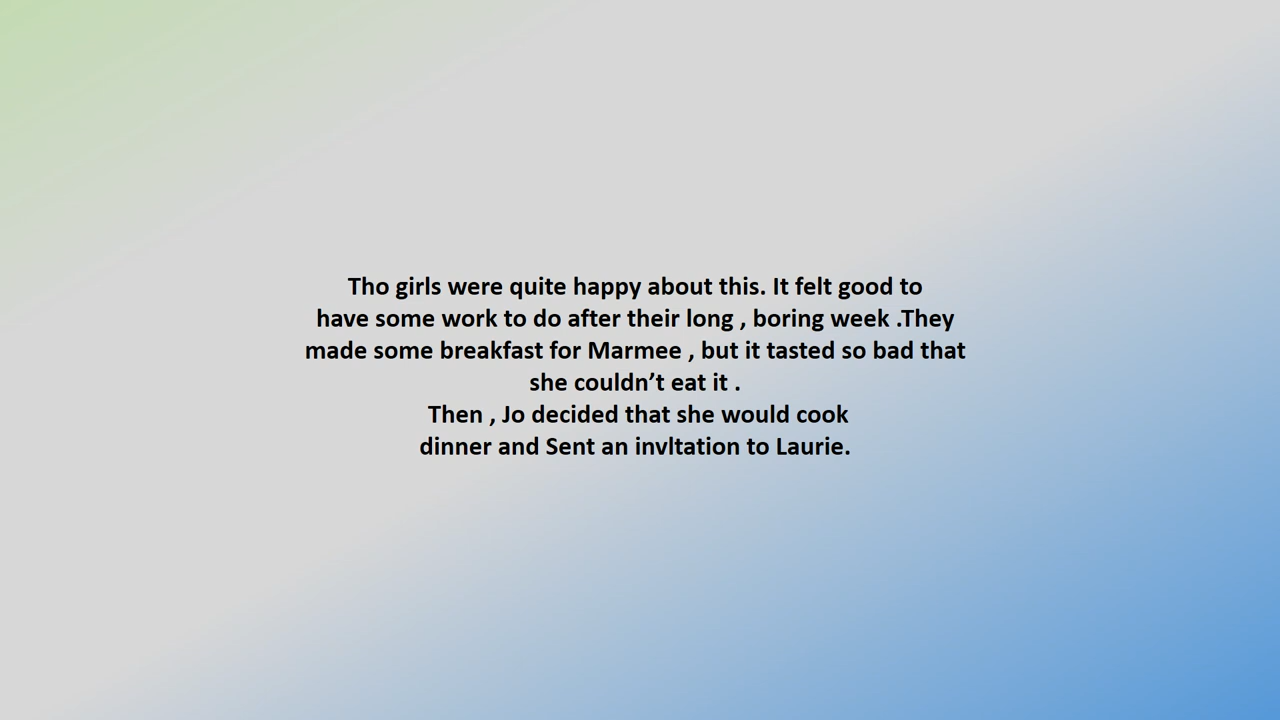 Tho girls were quite happy about this. It felt good to
have some work to do after their long , boring week .They
made some breakfast for Marmee , but it tasted so bad that
she couldn’t eat it .
Then , Jo decided that she would cook
dinner and Sent an invltation to Laurie.